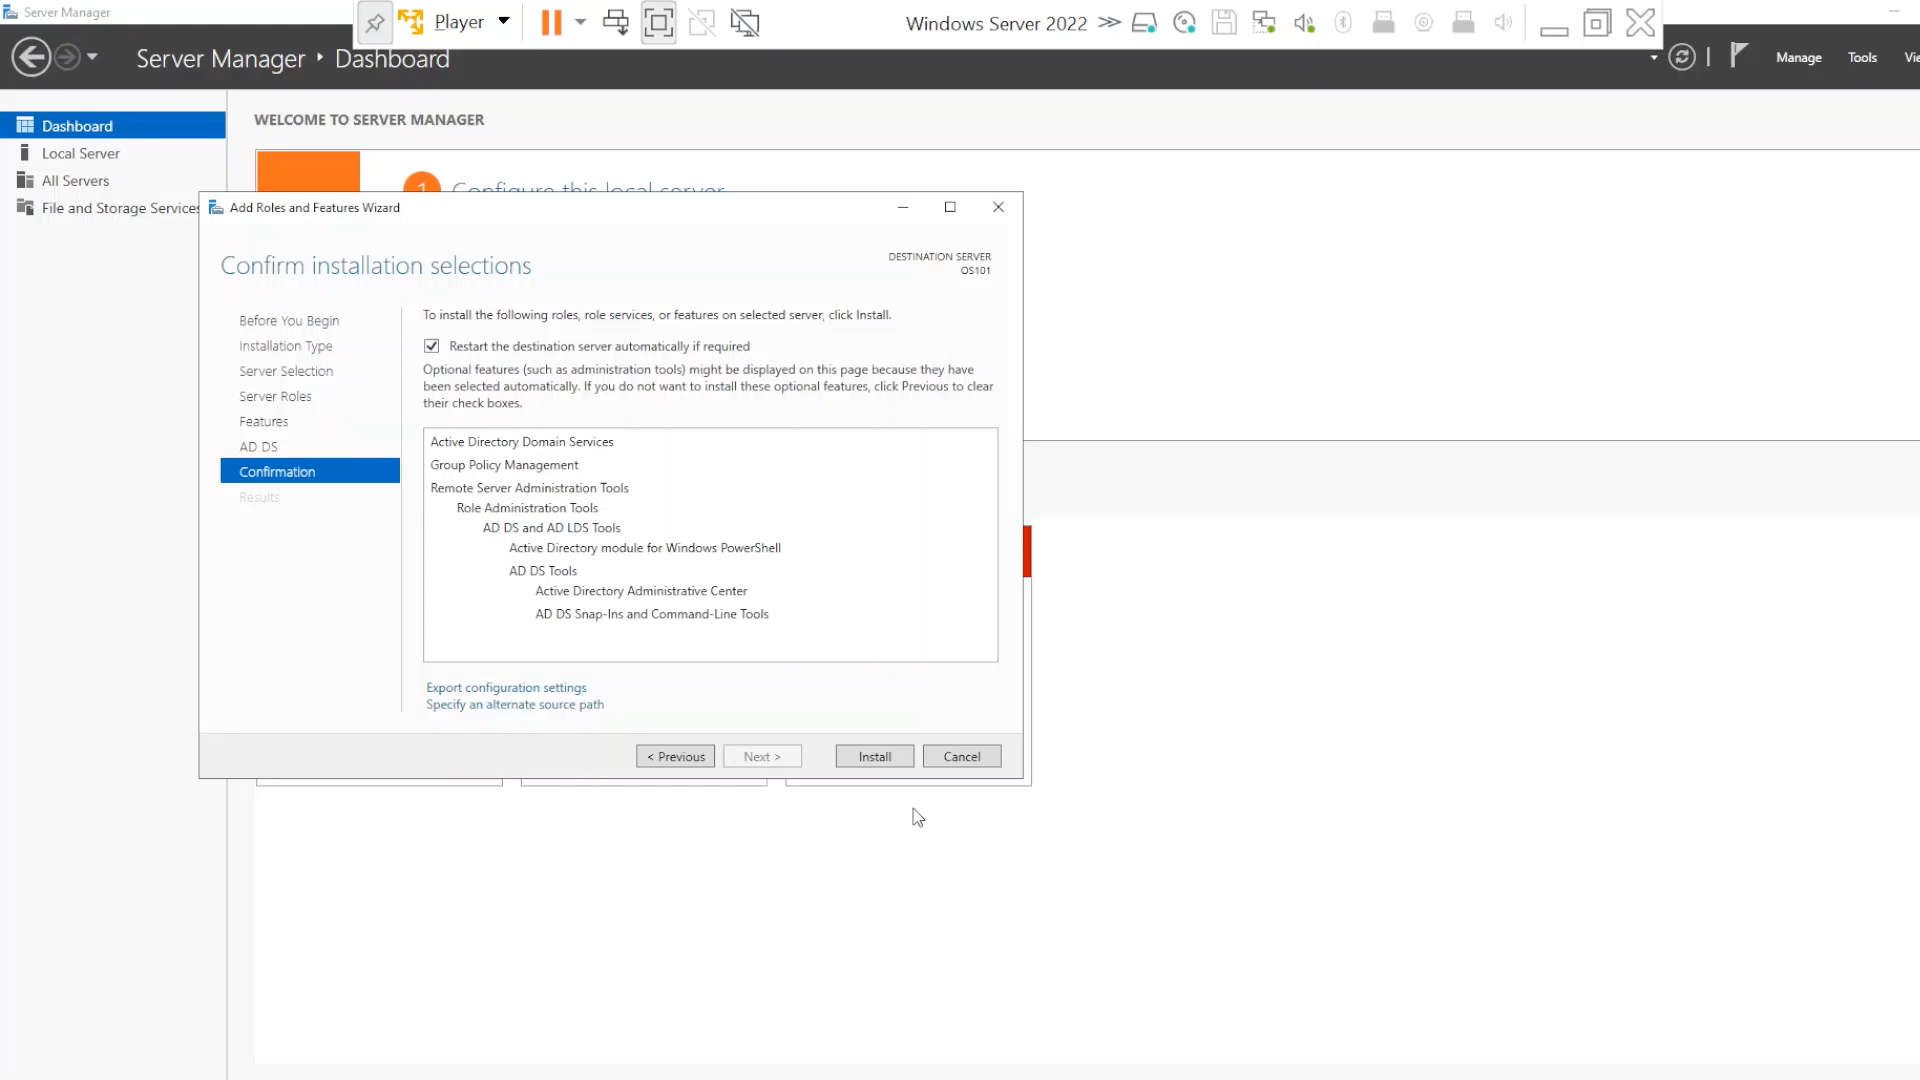 Server Manager
Player
Windows Server 2022
Server Manager
Dashboard
Manage
Tools
Dashboard
Local Server
All Servers
File and Storage Services
WELCOME TO SERVER MANAGER
1
Configure this local server
Add Roles and Features Wizard
Confirm installation selections
DESTINATION SERVER
OS101
Before You Begin
Installation Type
Server Selection
Server Roles
Features
AD DS
Confirmation
Results
To install the following roles, role services, or features on selected server, click Install.
Restart the destination server automatically if required
Optional features (such as administration tools) might be displayed on this page because they have
been selected automatically. If you do not want to install these optional features, click Previous to clear
their check boxes.
Active Directory Domain Services
Group Policy Management
Remote Server Administration Tools
Role Administration Tools
AD DS and AD LDS Tools
Active Directory module for Windows PowerShell
AD DS Tools
Active Directory Administrative Center
AD DS Snap-Ins and Command-Line Tools
Export configuration settings
Specify an alternate source path
< Previous
Next >
Install
Cancel